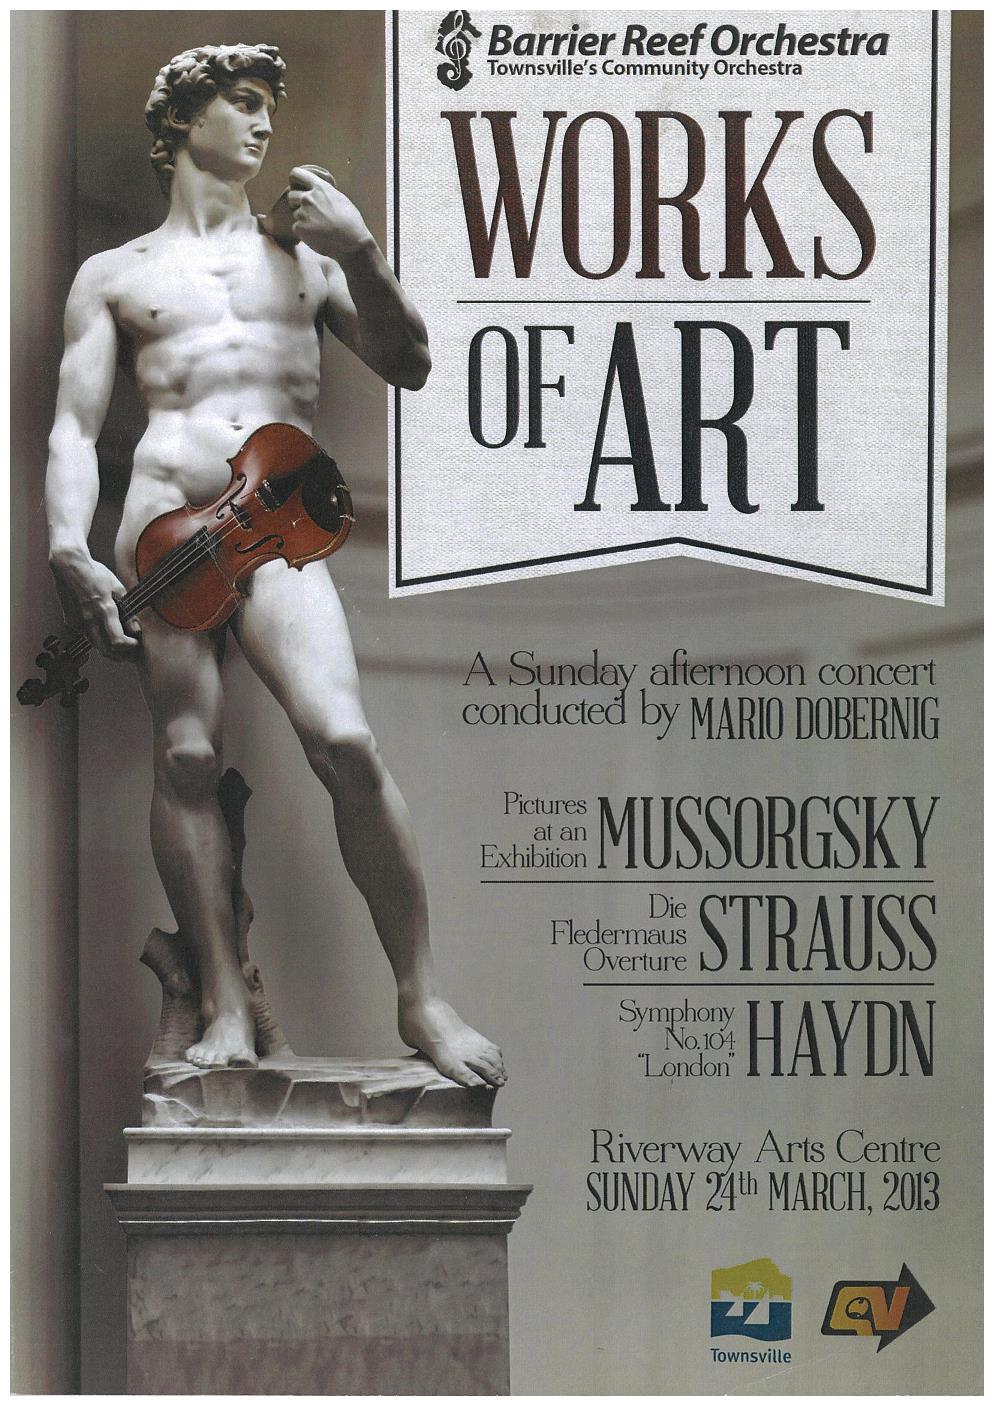 Barrier Reef Orchestra
Townsville's Community Orchestra
WORKS
OF ART
A Sunday afternoon concert
conducted by MARIO DOBERNIG
Pictures
at an
Exhibition
MUSSORGSKY
Die
Fledermaus
Overture
STRAUSS
Symphony
No.104
"London"
HAYDN
Riverway Arts Centre
SUNDAY 24th MARCH, 2013
Townsville